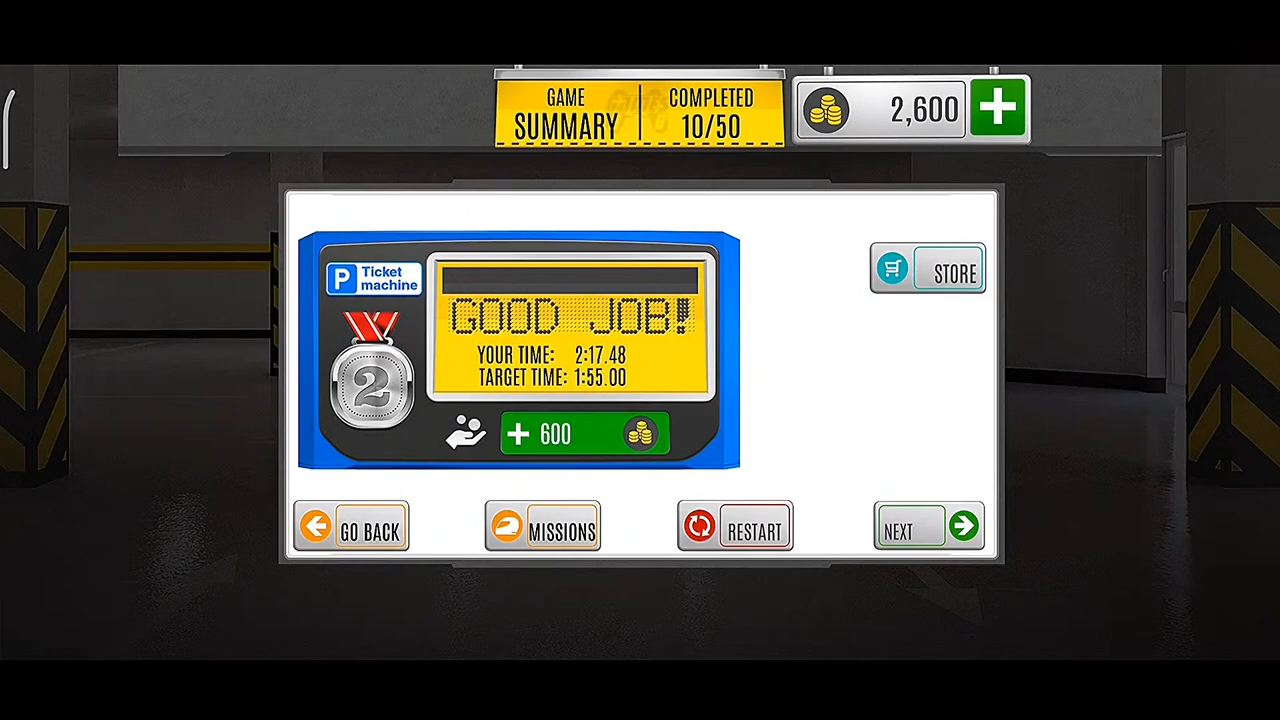 GAME
SUMMARY
COMPLETED
10/50
2,600
P Ticket
machine
GOOD JOB!
YOUR TIME: 2:17.48
TARGET TIME: 1:55.00
2
+ 600
STORE
GO BACK
MISSIONS
RESTART
NEXT